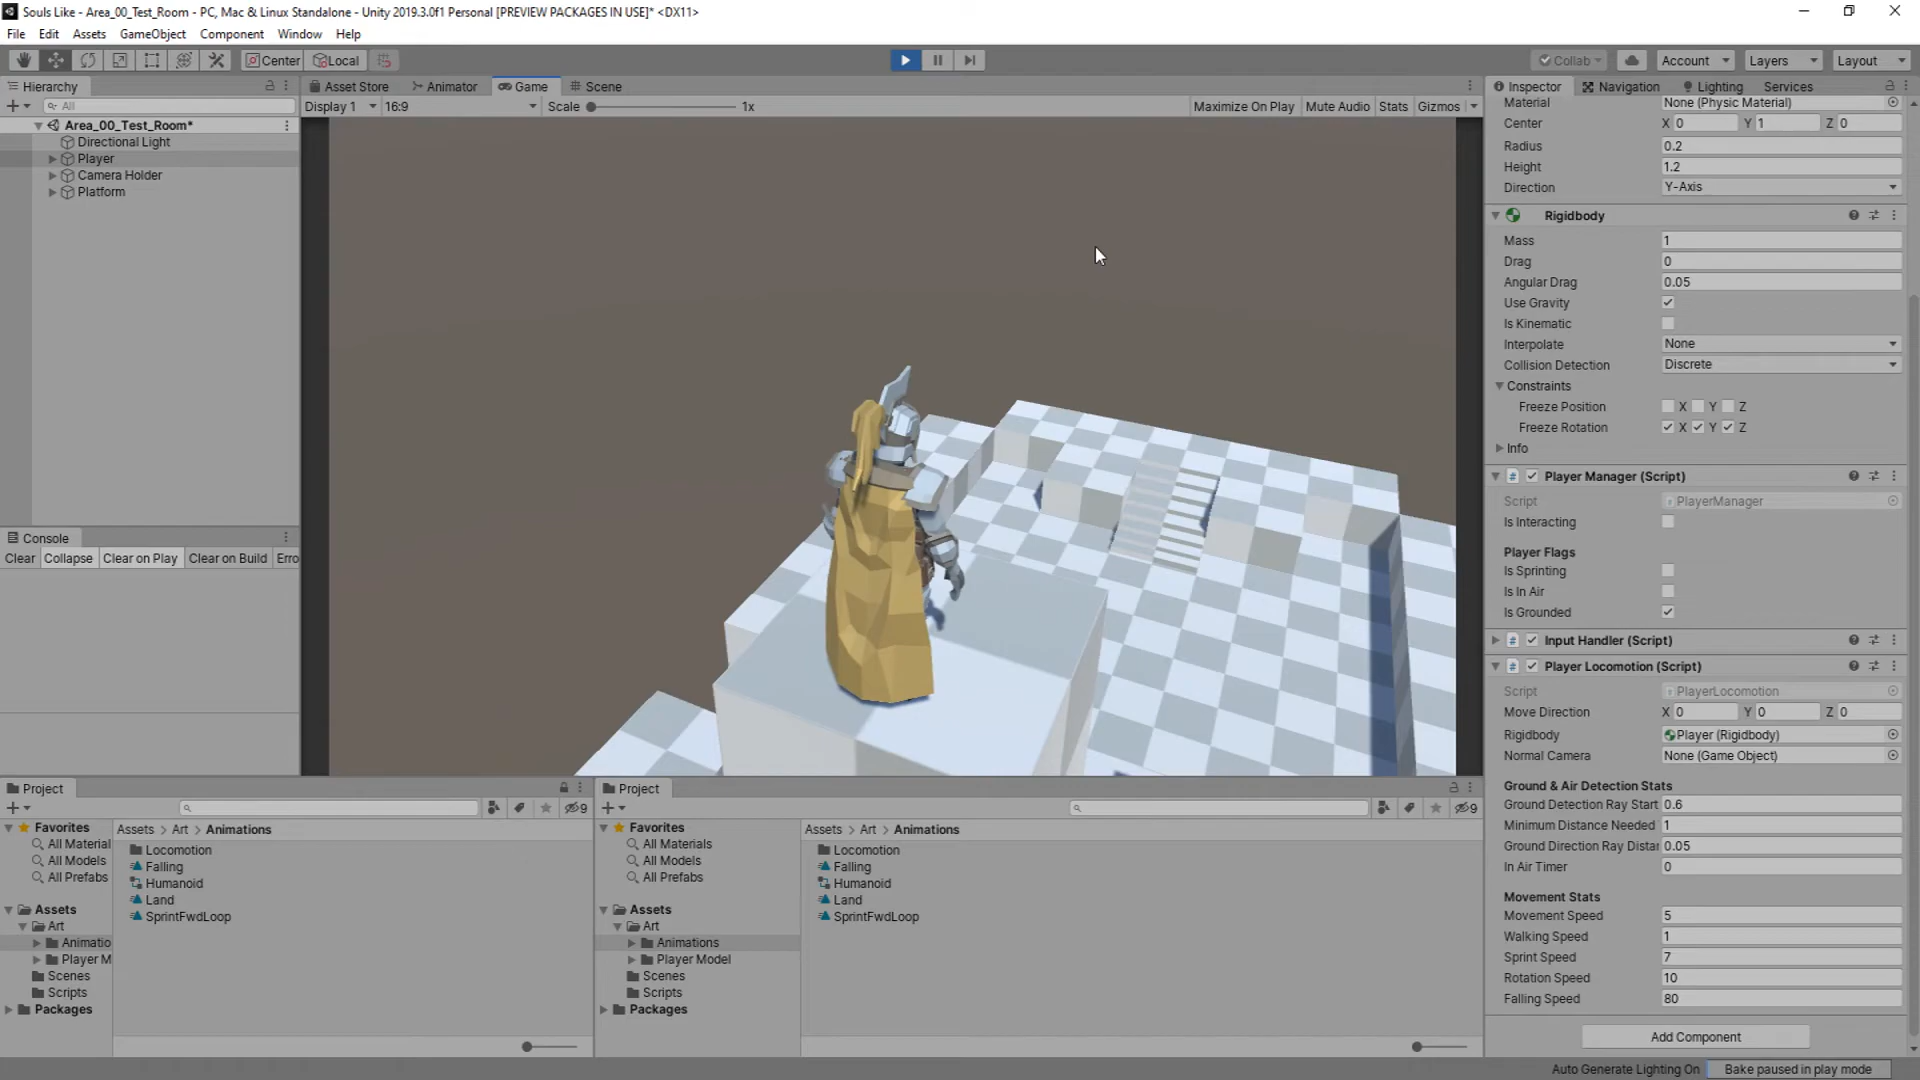 Souls Like - Area_00_Test_Room - PC, Mac & Linux Standalone - Unity 2019.3.0f1 Personal [PREVIEW PACKAGES IN USE]* <DX11>
File Edit Assets GameObject Component Window Help
Center Local Collab Account Layers Layout
Hierarchy
All
Area_00_Test_Room*
Directional Light
Player
Camera Holder
Platform
Asset Store Animator Game Scene
Display 1 16:9 Scale 1x Maximize On Play Mute Audio Stats Gizmos
Console
Clear Collapse Clear on Play Clear on Build Erro
Inspector Navigation Lighting Services
Material None (Physic Material)
Center X 0 Y 1 Z 0
Radius 0.2
Height 1.2
Direction Y-Axis
Rigidbody
Mass 1
Drag 0
Angular Drag 0.05
Use Gravity
Is Kinematic
Interpolate None
Collision Detection Discrete
Constraints
Freeze Position X Y Z
Freeze Rotation X Y Z
Info
# Player Manager (Script)
Script PlayerManager
Is Interacting
Player Flags
Is Sprinting
Is In Air
Is Grounded
# Input Handler (Script)
# Player Locomotion (Script)
Script PlayerLocomotion
Move Direction X 0 Y 0 Z 0
Rigidbody Player (Rigidbody)
Normal Camera None (Game Object)
Ground & Air Detection Stats
Ground Detection Ray Start 0.6
Minimum Distance Needed 1
Ground Direction Ray Distar 0.05
In Air Timer 0
Movement Stats
Movement Speed 5
Walking Speed 1
Sprint Speed 7
Rotation Speed 10
Falling Speed 80
Add Component
Project
9
Favorites
All Material
All Models
All Prefabs
Assets
Art
Animatio
Player M
Scenes
Scripts
Packages
Assets > Art > Animations
Locomotion
Falling
Humanoid
Land
SprintFwdLoop
Project
9
Favorites
All Materials
All Models
All Prefabs
Assets
Art
Animations
Player Model
Scenes
Scripts
Packages
Assets > Art > Animations
Locomotion
Falling
Humanoid
Land
SprintFwdLoop
Auto Generate Lighting On Bake paused in play mode